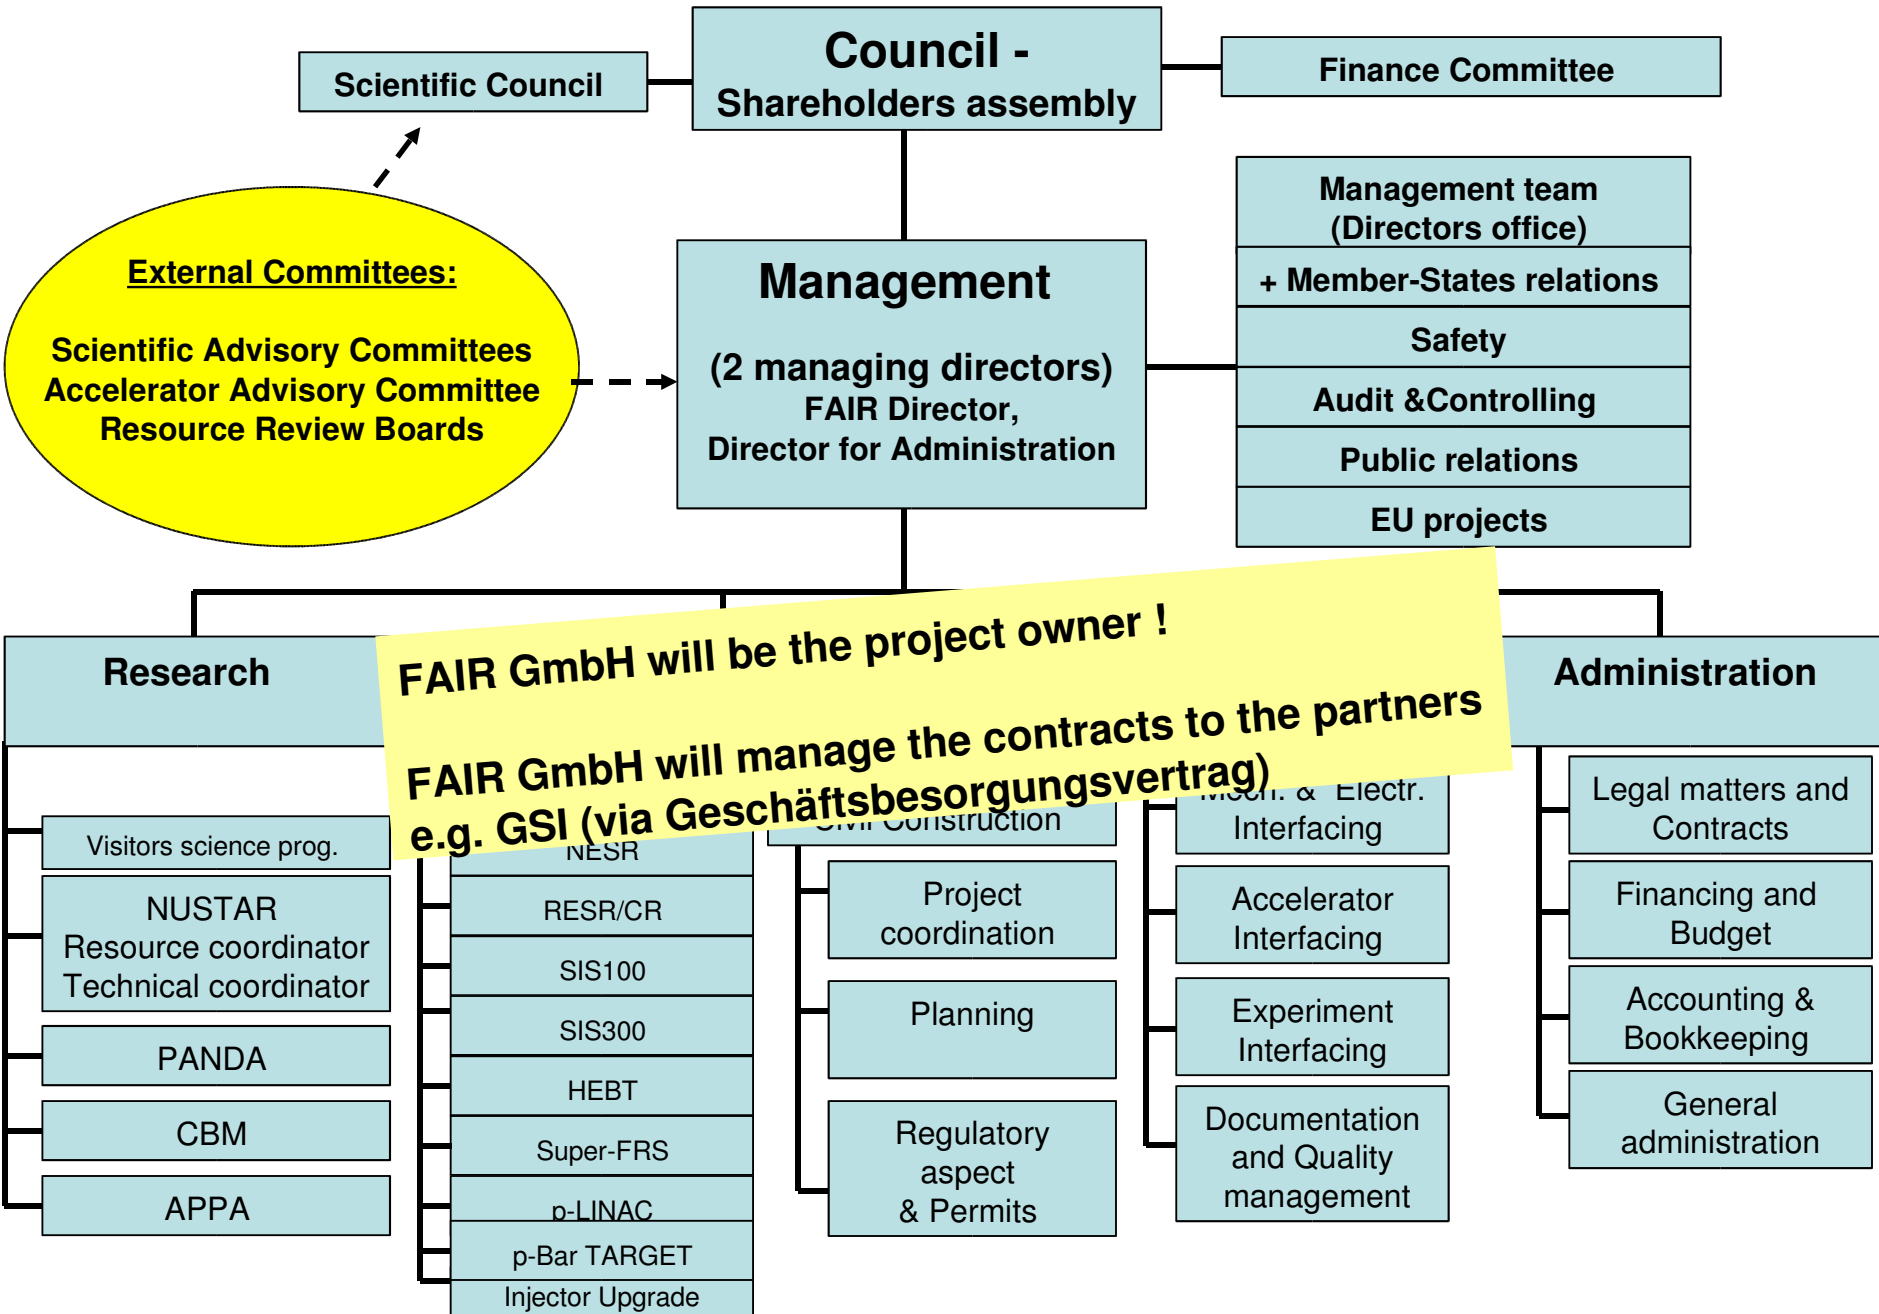 Council -
Shareholders assembly
Scientific Council
Finance Committee
External Committees:
Scientific Advisory Committees
Accelerator Advisory Committee
Resource Review Boards
Management
(2 managing directors)
FAIR Director,
Director for Administration
Management team
(Directors office)
+ Member-States relations
Safety
Audit &Controlling
Public relations
EU projects
FAIR GmbH will be the project owner !
FAIR GmbH will manage the contracts to the partners
e.g. GSI (via Geschäftsbesorgungsvertrag)
Research
Visitors science prog.
NUSTAR
Resource coordinator
Technical coordinator
PANDA
CBM
APPA
NESR
RESR/CR
SIS100
SIS300
HEBT
Super-FRS
p-LINAC
p-Bar TARGET
Injector Upgrade
Civil Construction
Project
coordination
Planning
Regulatory
aspect
& Permits
Mech. & Electr.
Interfacing
Accelerator
Interfacing
Experiment
Interfacing
Documentation
and Quality
management
Administration
Legal matters and
Contracts
Financing and
Budget
Accounting &
Bookkeeping
General
administration